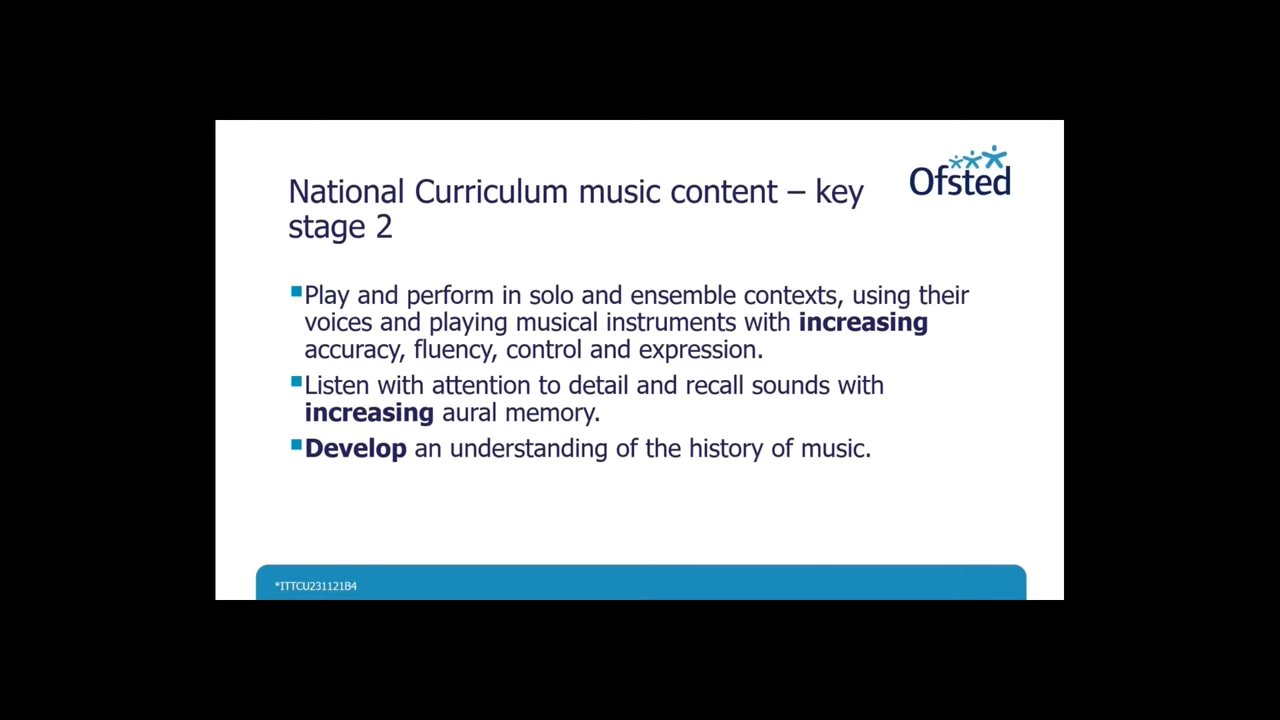 National Curriculum music content – key
stage 2
Ofsted
Play and perform in solo and ensemble contexts, using their
voices and playing musical instruments with increasing
accuracy, fluency, control and expression.
Listen with attention to detail and recall sounds with
increasing aural memory.
Develop an understanding of the history of music.
*ITTCU231121B4